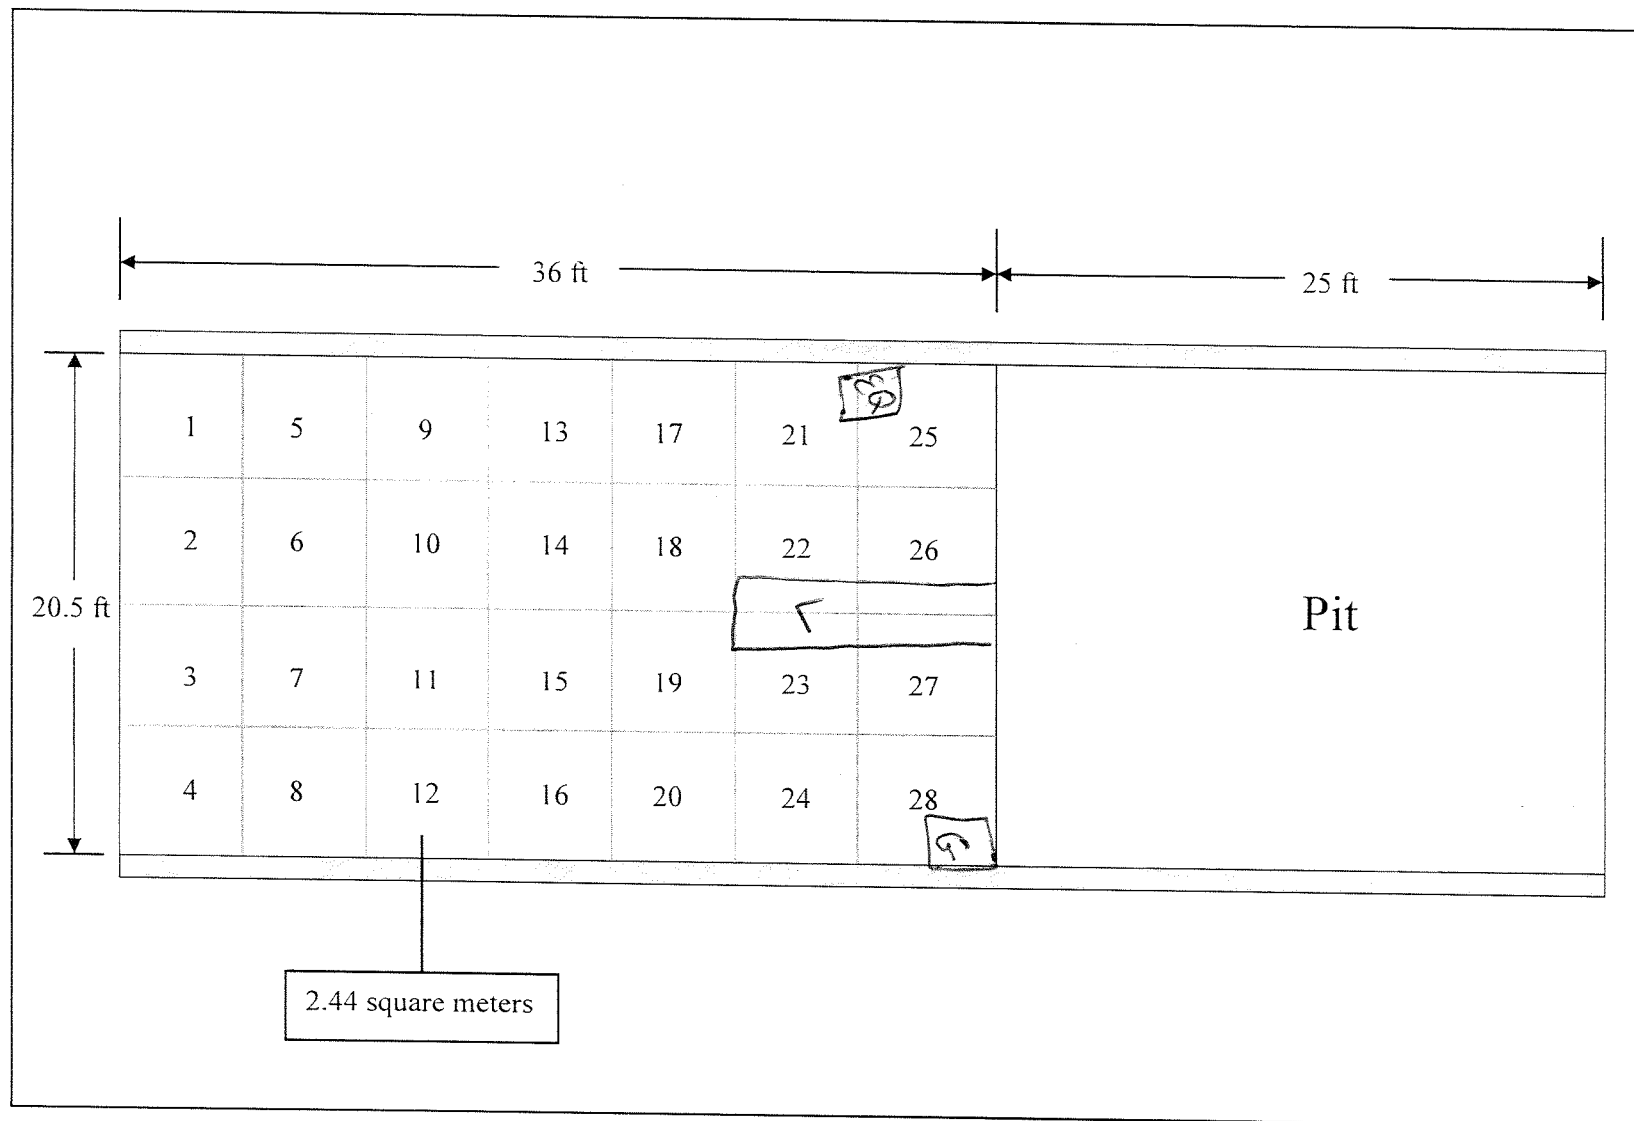 36 ft
25 ft
1 5 9 13 17 21 25
2 6 10 14 18 22 26
20.5 ft
Pit
3 7 11 15 19 23 27
4 8 12 16 20 24 28
G
2.44 square meters